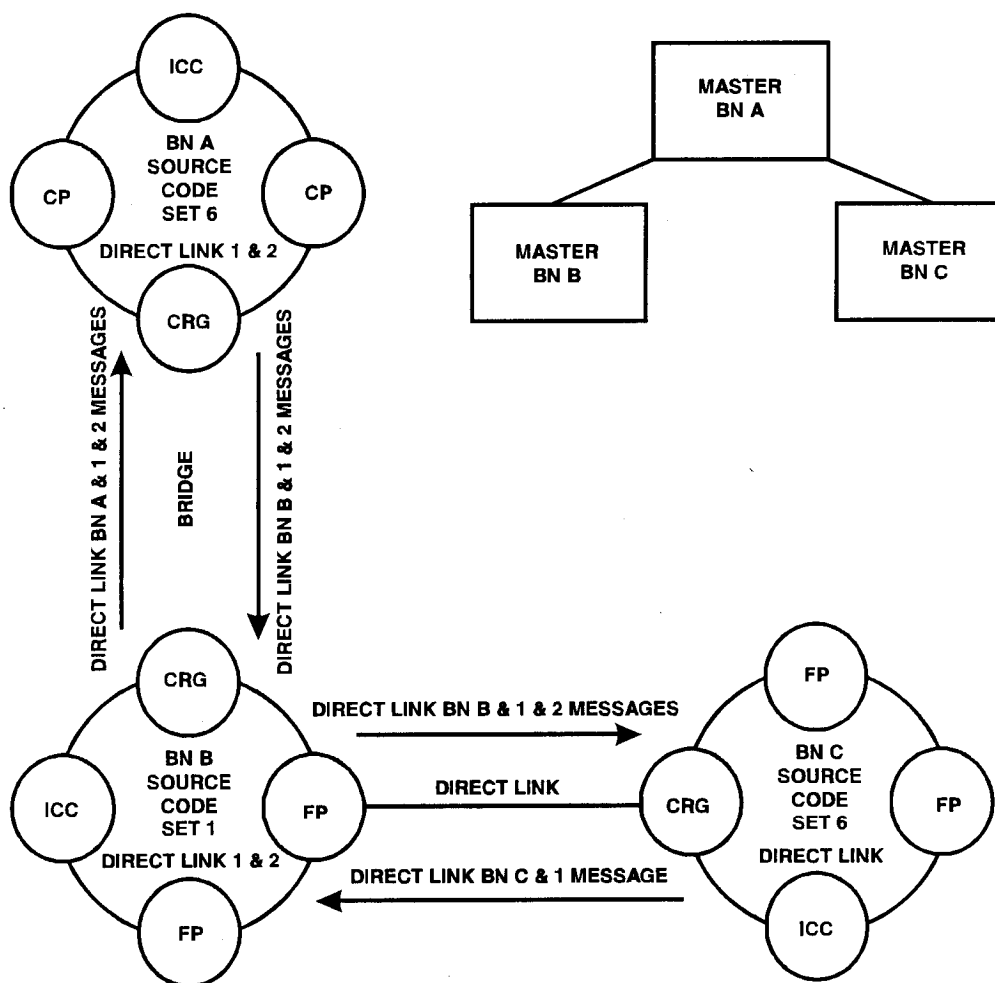 ICC
BN A
SOURCE
CODE
SET 6
CP
CP
DIRECT LINK 1 & 2
CRG
MASTER
BN A
MASTER
BN B
MASTER
BN C
DIRECT LINK BN A & 1 & 2 MESSAGES
BRIDGE
DIRECT LINK BN B & 1 & 2 MESSAGES
CRG
BN B
SOURCE
CODE
SET 1
ICC
FP
DIRECT LINK 1 & 2
FP
DIRECT LINK BN B & 1 & 2 MESSAGES
DIRECT LINK
DIRECT LINK BN C & 1 MESSAGE
FP
BN C
SOURCE
CODE
SET 6
CRG
FP
DIRECT LINK
ICC